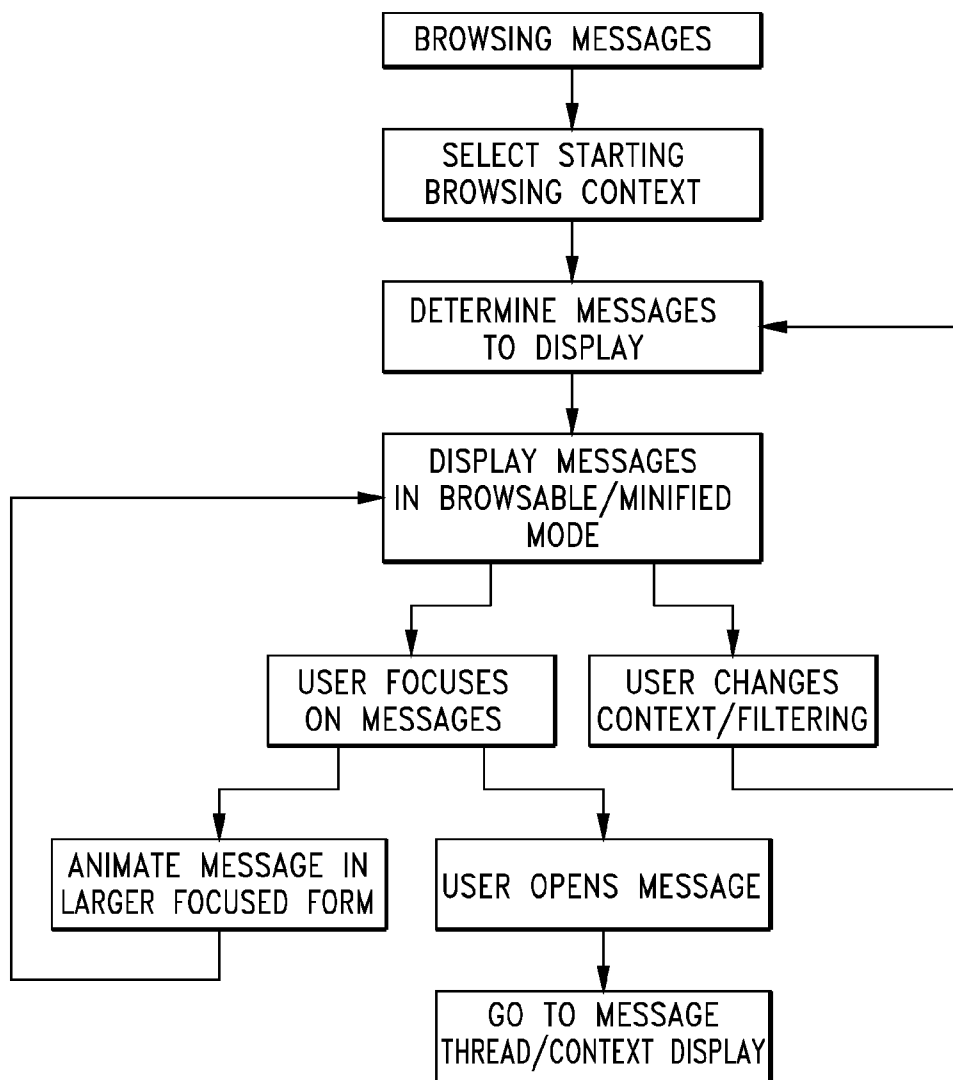 BROWSING MESSAGES
SELECT STARTING
BROWSING CONTEXT
DETERMINE MESSAGES
TO DISPLAY
DISPLAY MESSAGES
IN BROWSABLE/MINIFIED
MODE
USER FOCUSES
ON MESSAGES
USER CHANGES
CONTEXT/FILTERING
ANIMATE MESSAGE IN
LARGER FOCUSED FORM
USER OPENS MESSAGE
GO TO MESSAGE
THREAD/CONTEXT DISPLAY